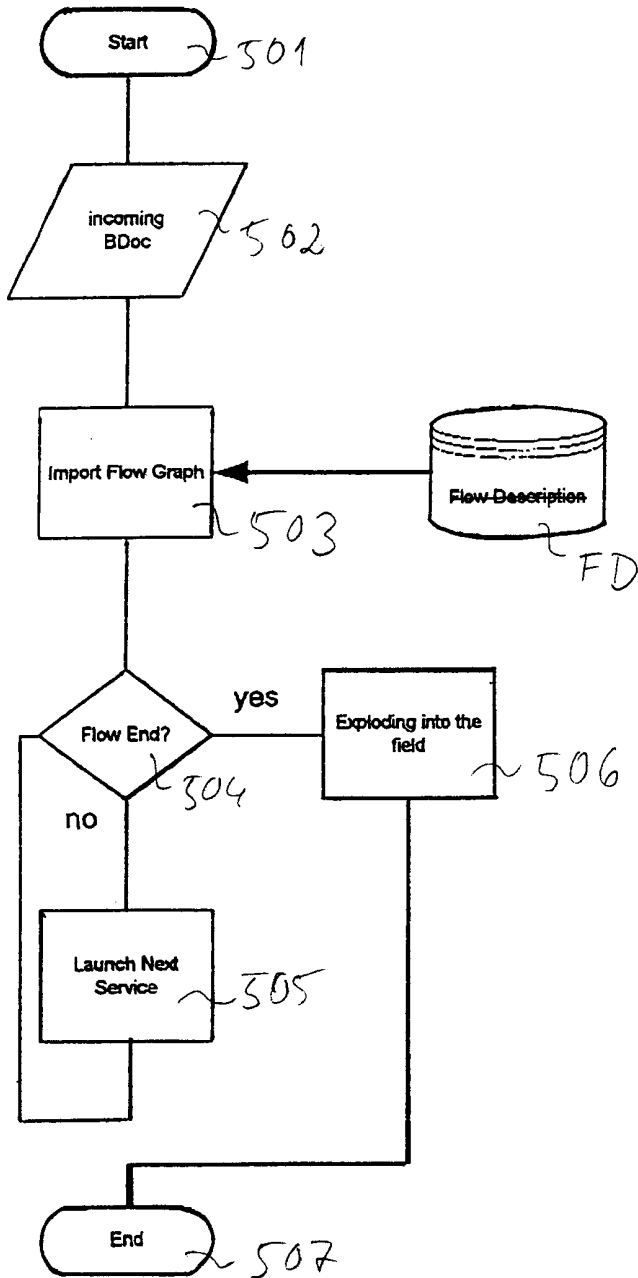 Start
501
incoming
BDoc
502
Import Flow Graph
503
Flow Description
FD
Flow End?
504
yes
no
Exploding into the
field
506
Launch Next
Service
505
End
507